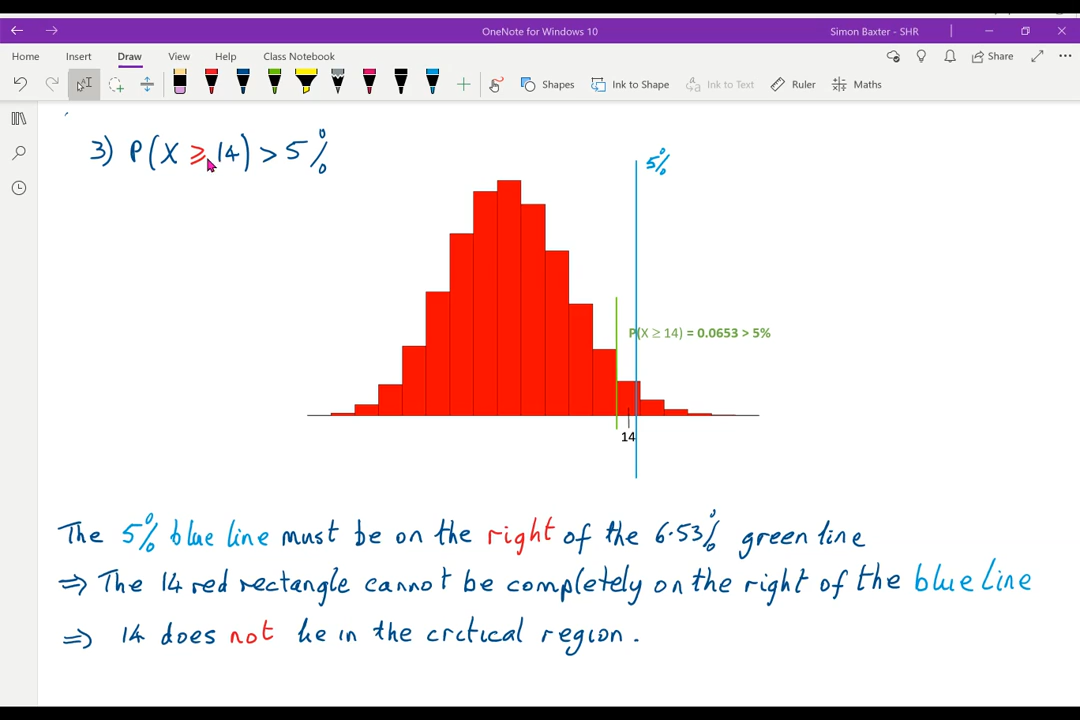 OneNote for Windows 10
Simon Baxter - SHR
Home Insert Draw View Help Class Notebook
Share
Shapes Ink to Shape Ink to Text Ruler Maths
3) P(X ⩾ 14) > 5%
5%
P(X ≥ 14) = 0.0653 > 5%
14
The 5% blue line must be on the right of the 6.53% green line
⇒ The 14 red rectangle cannot be completely on the right of the blue line
⇒ 14 does not lie in the critical region.